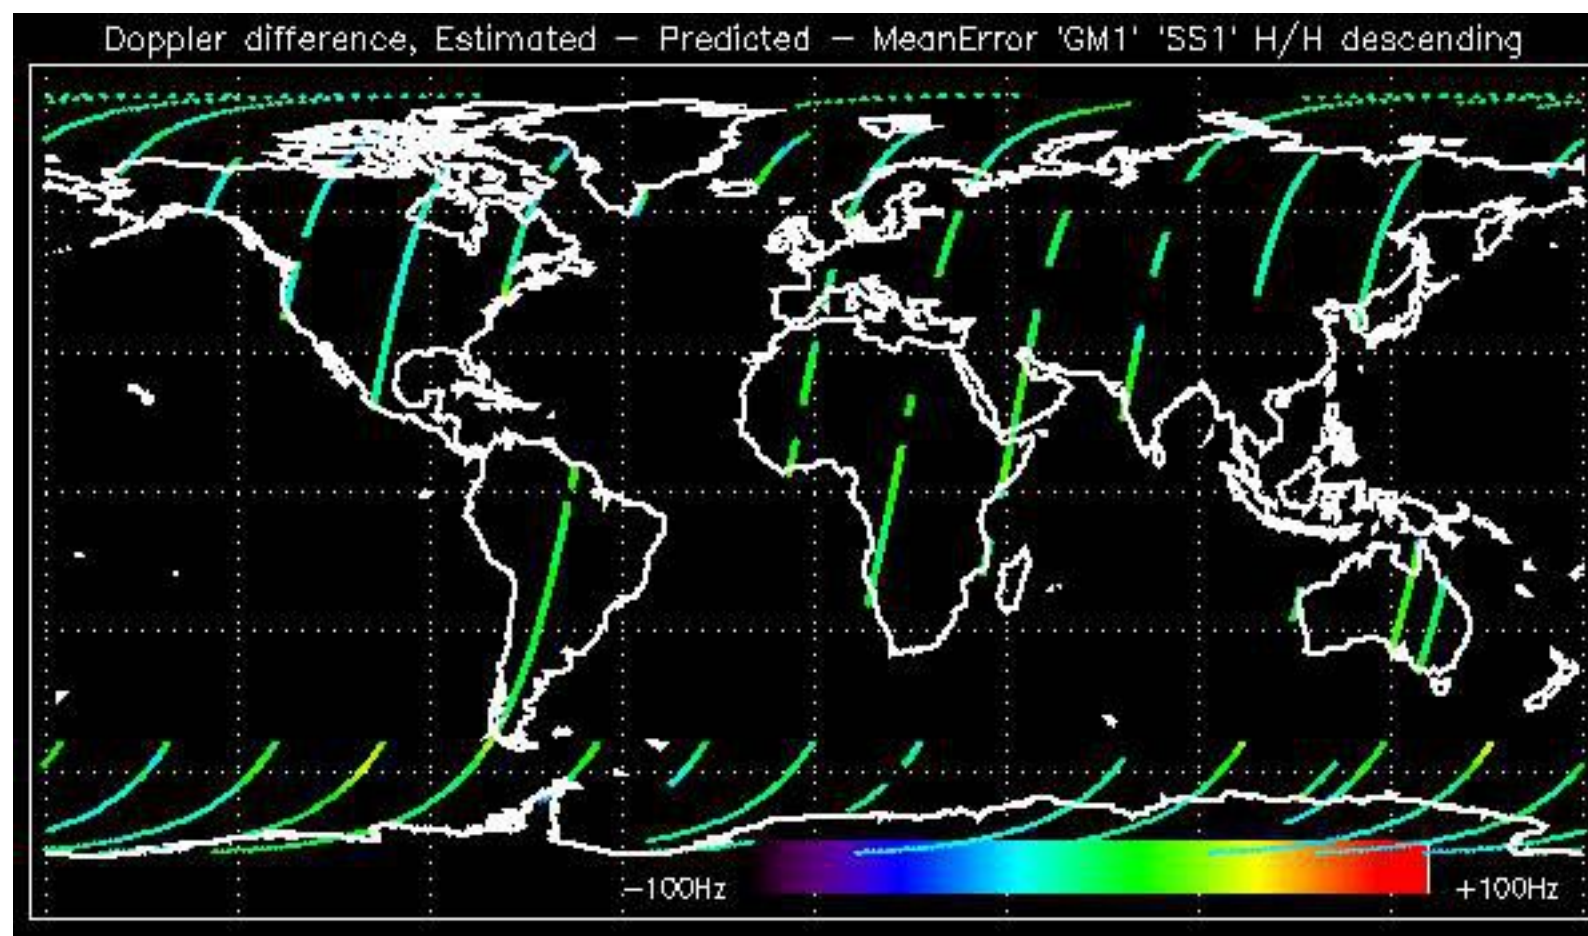 Doppler difference, Estimated — Predicted — MeanError 'GM1' 'SS1' H/H descending
−100Hz
+100Hz